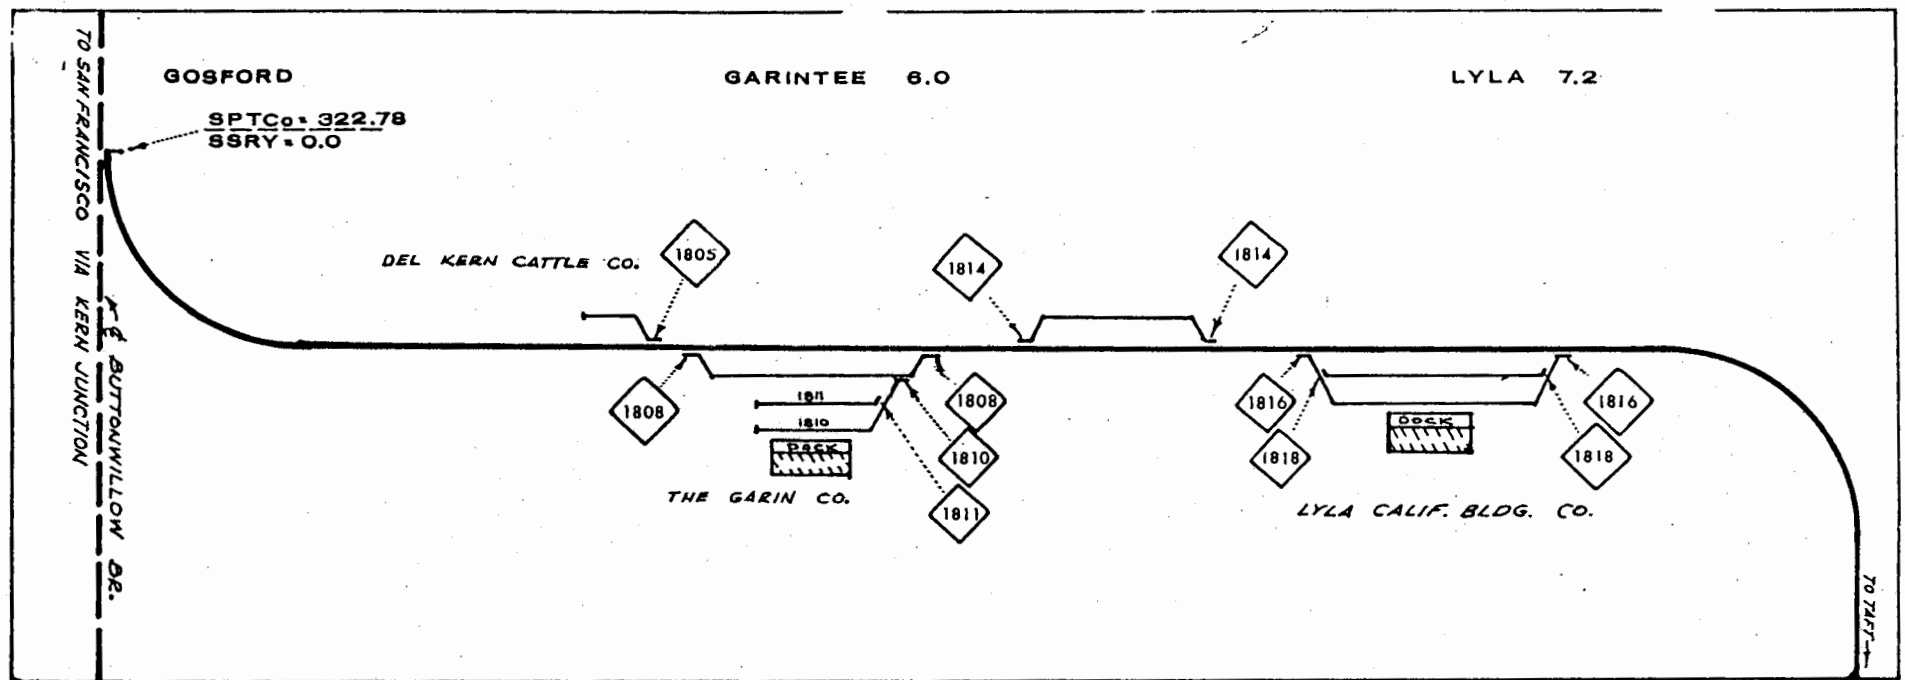 GOSFORD
GARINTEE 6.0
LYLA 7.2
SPTCo = 322.78
SSRY = 0.0
TO SAN FRANCISCO VIA KERN JUNCTION
℄ BUTTONWILLOW BR.
DEL KERN CATTLE CO.
1805
1814
1814
1808
1811
1810
DOCK
1808
1810
1811
THE GARIN CO.
1816
1818
DOCK
1816
1818
LYLA CALIF. BLDG. CO.
TO TAFT